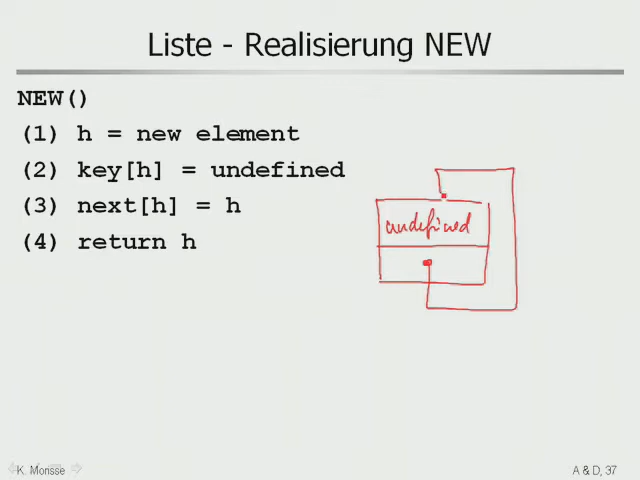 Liste - Realisierung NEW
NEW()
(1) h = new element
(2) key[h] = undefined
(3) next[h] = h
(4) return h
undefined
K. Morisse
A & D, 37